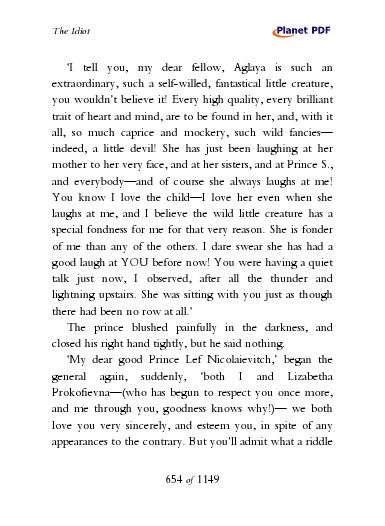 The Idiot
Planet PDF
‘I tell you, my dear fellow, Aglaya is such an
extraordinary, such a self-willed, fantastical little creature,
you wouldn’t believe it! Every high quality, every brilliant
trait of heart and mind, are to be found in her, and, with it
all, so much caprice and mockery, such wild fancies—
indeed, a little devil! She has just been laughing at her
mother to her very face, and at her sisters, and at Prince S.,
and everybody—and of course she always laughs at me!
You know I love the child—I love her even when she
laughs at me, and I believe the wild little creature has a
special fondness for me for that very reason. She is fonder
of me than any of the others. I dare swear she has had a
good laugh at YOU before now! You were having a quiet
talk just now, I observed, after all the thunder and
lightning upstairs. She was sitting with you just as though
there had been no row at all.’
The prince blushed painfully in the darkness, and
closed his right hand tightly, but he said nothing.
‘My dear good Prince Lef Nicolaievitch,’ began the
general again, suddenly, ‘both I and Lizabetha
Prokofievna—(who has begun to respect you once more,
and me through you, goodness knows why!)— we both
love you very sincerely, and esteem you, in spite of any
appearances to the contrary. But you’ll admit what a riddle
654 of 1149